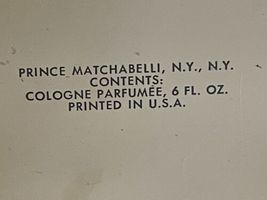 PRINCE MATCHABELLI, N.Y., N.Y.
CONTENTS:
COLOGNE PARFUMÉE, 6 FL. OZ.
PRINTED IN U.S.A.